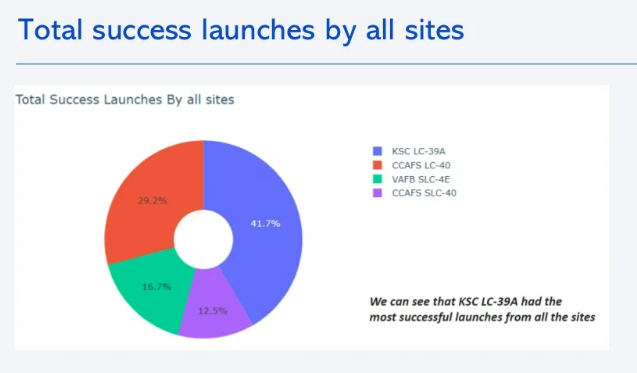 Total success launches by all sites
Total Success Launches By all sites
KSC LC-39A
CCAFS LC-40
VAFB SLC-4E
CCAFS SLC-40
29.2%
41.7%
16.7%
12.5%
We can see that KSC LC-39A had the
most successful launches from all the sites